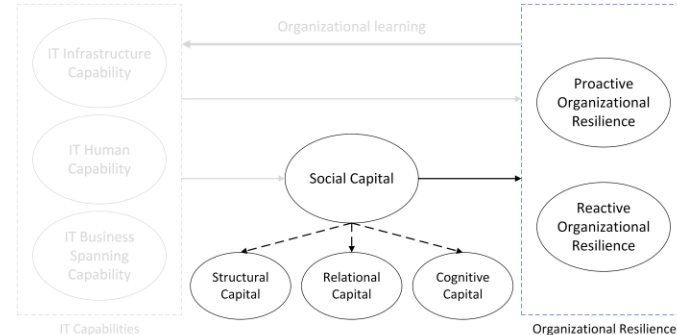 Organizational learning
IT Infrastructure
Capability
IT Human
Capability
IT Business
Spanning
Capability
IT Capabilities
Social Capital
Structural
Capital
Relational
Capital
Cognitive
Capital
Proactive
Organizational
Resilience
Reactive
Organizational
Resilience
Organizational Resilience